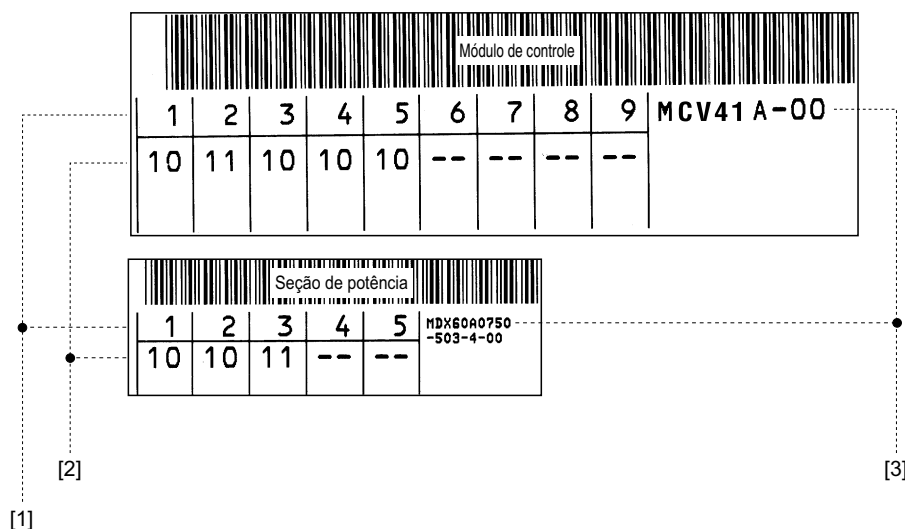 Módulo de controle
1 2 3 4 5 6 7 8 9 MCV41A-00
10 11 10 10 10 -- -- -- --
Seção de potência
1 2 3 4 5 MDX60A0750
-503-4-00
10 10 11 -- --
[2] [3]
[1]